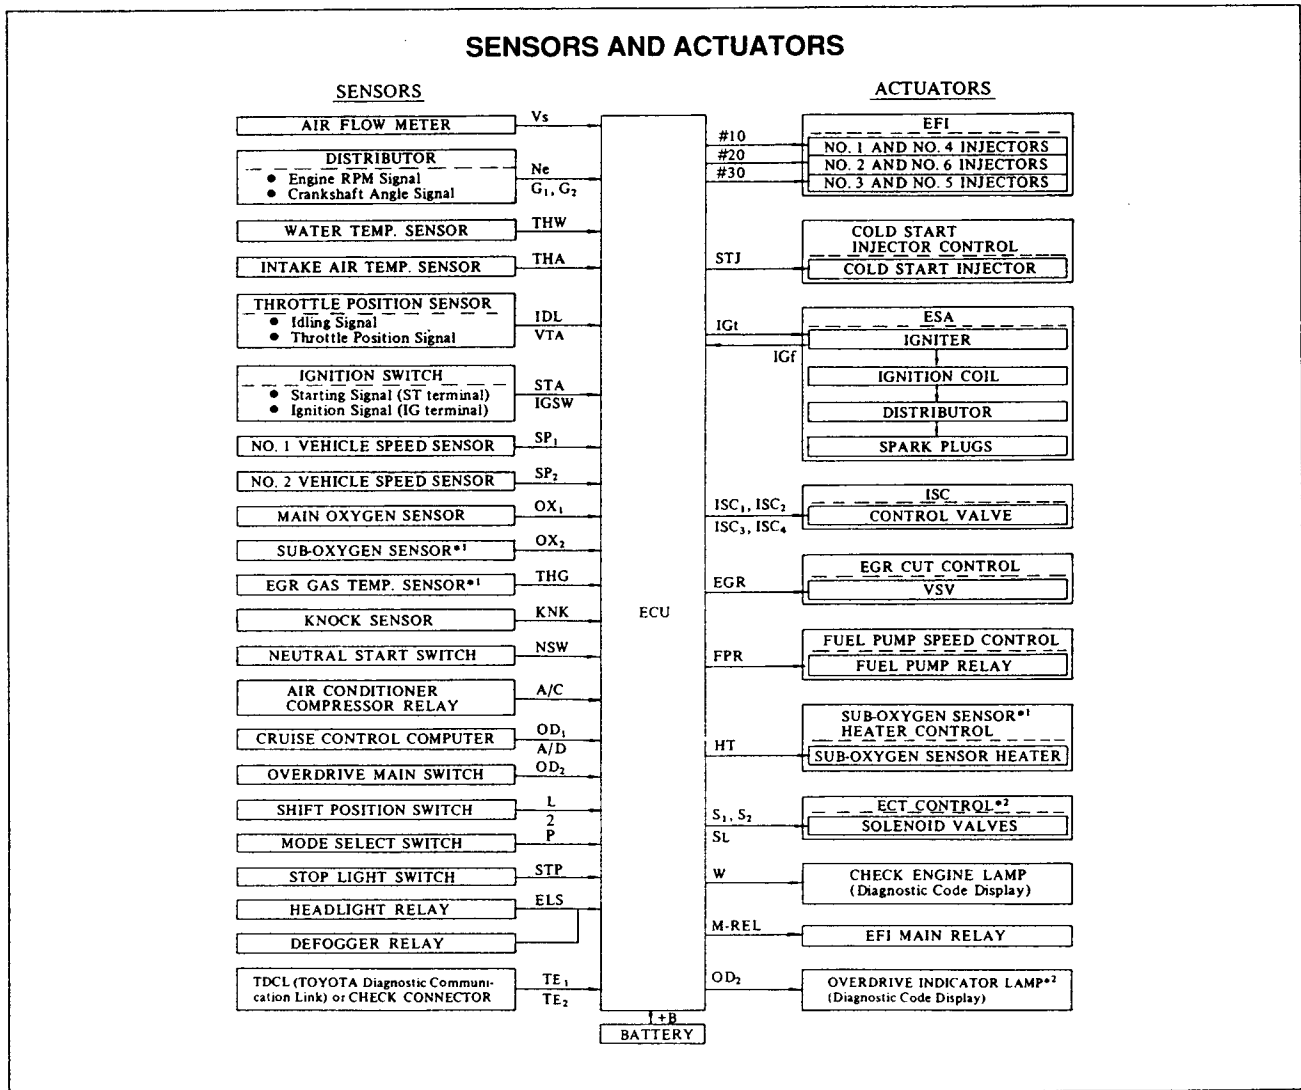 SENSORS AND ACTUATORS
SENSORS
AIR FLOW METER
Vs
DISTRIBUTOR
● Engine RPM Signal
● Crankshaft Angle Signal
Ne
G1, G2
WATER TEMP. SENSOR
THW
INTAKE AIR TEMP. SENSOR
THA
THROTTLE POSITION SENSOR
● Idling Signal
● Throttle Position Signal
IDL
VTA
IGNITION SWITCH
● Starting Signal (ST terminal)
● Ignition Signal (IG terminal)
STA
IGSW
NO. 1 VEHICLE SPEED SENSOR
SP1
NO. 2 VEHICLE SPEED SENSOR
SP2
MAIN OXYGEN SENSOR
OX1
SUB-OXYGEN SENSOR*1
OX2
EGR GAS TEMP. SENSOR*1
THG
KNOCK SENSOR
KNK
NEUTRAL START SWITCH
NSW
AIR CONDITIONER
COMPRESSOR RELAY
A/C
CRUISE CONTROL COMPUTER
OD1
A/D
OVERDRIVE MAIN SWITCH
OD2
SHIFT POSITION SWITCH
L
2
MODE SELECT SWITCH
P
STOP LIGHT SWITCH
STP
HEADLIGHT RELAY
ELS
DEFOGGER RELAY
TDCL (TOYOTA Diagnostic Communi-
cation Link) or CHECK CONNECTOR
TE1
TE2
ECU
+B
BATTERY
ACTUATORS
#10
#20
#30
EFI
NO. 1 AND NO. 4 INJECTORS
NO. 2 AND NO. 6 INJECTORS
NO. 3 AND NO. 5 INJECTORS
STJ
COLD START
INJECTOR CONTROL
COLD START INJECTOR
IGt
IGf
ESA
IGNITER
IGNITION COIL
DISTRIBUTOR
SPARK PLUGS
ISC1, ISC2
ISC3, ISC4
ISC
CONTROL VALVE
EGR
EGR CUT CONTROL
VSV
FPR
FUEL PUMP SPEED CONTROL
FUEL PUMP RELAY
HT
SUB-OXYGEN SENSOR*1
HEATER CONTROL
SUB-OXYGEN SENSOR HEATER
S1, S2
SL
ECT CONTROL*2
SOLENOID VALVES
W
CHECK ENGINE LAMP
(Diagnostic Code Display)
M-REL
EFI MAIN RELAY
OD2
OVERDRIVE INDICATOR LAMP*2
(Diagnostic Code Display)